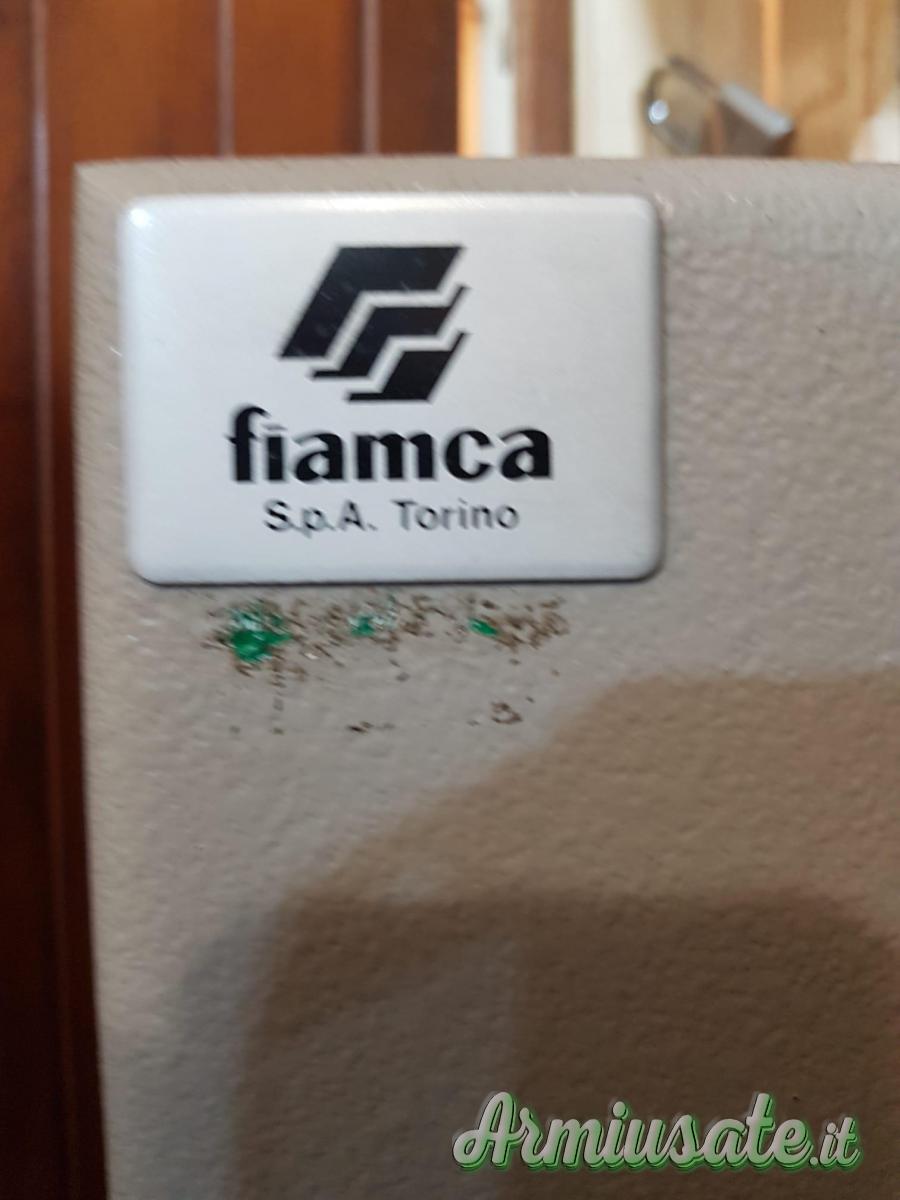 fiamca
S.p.A. Torino
Armiusate.it